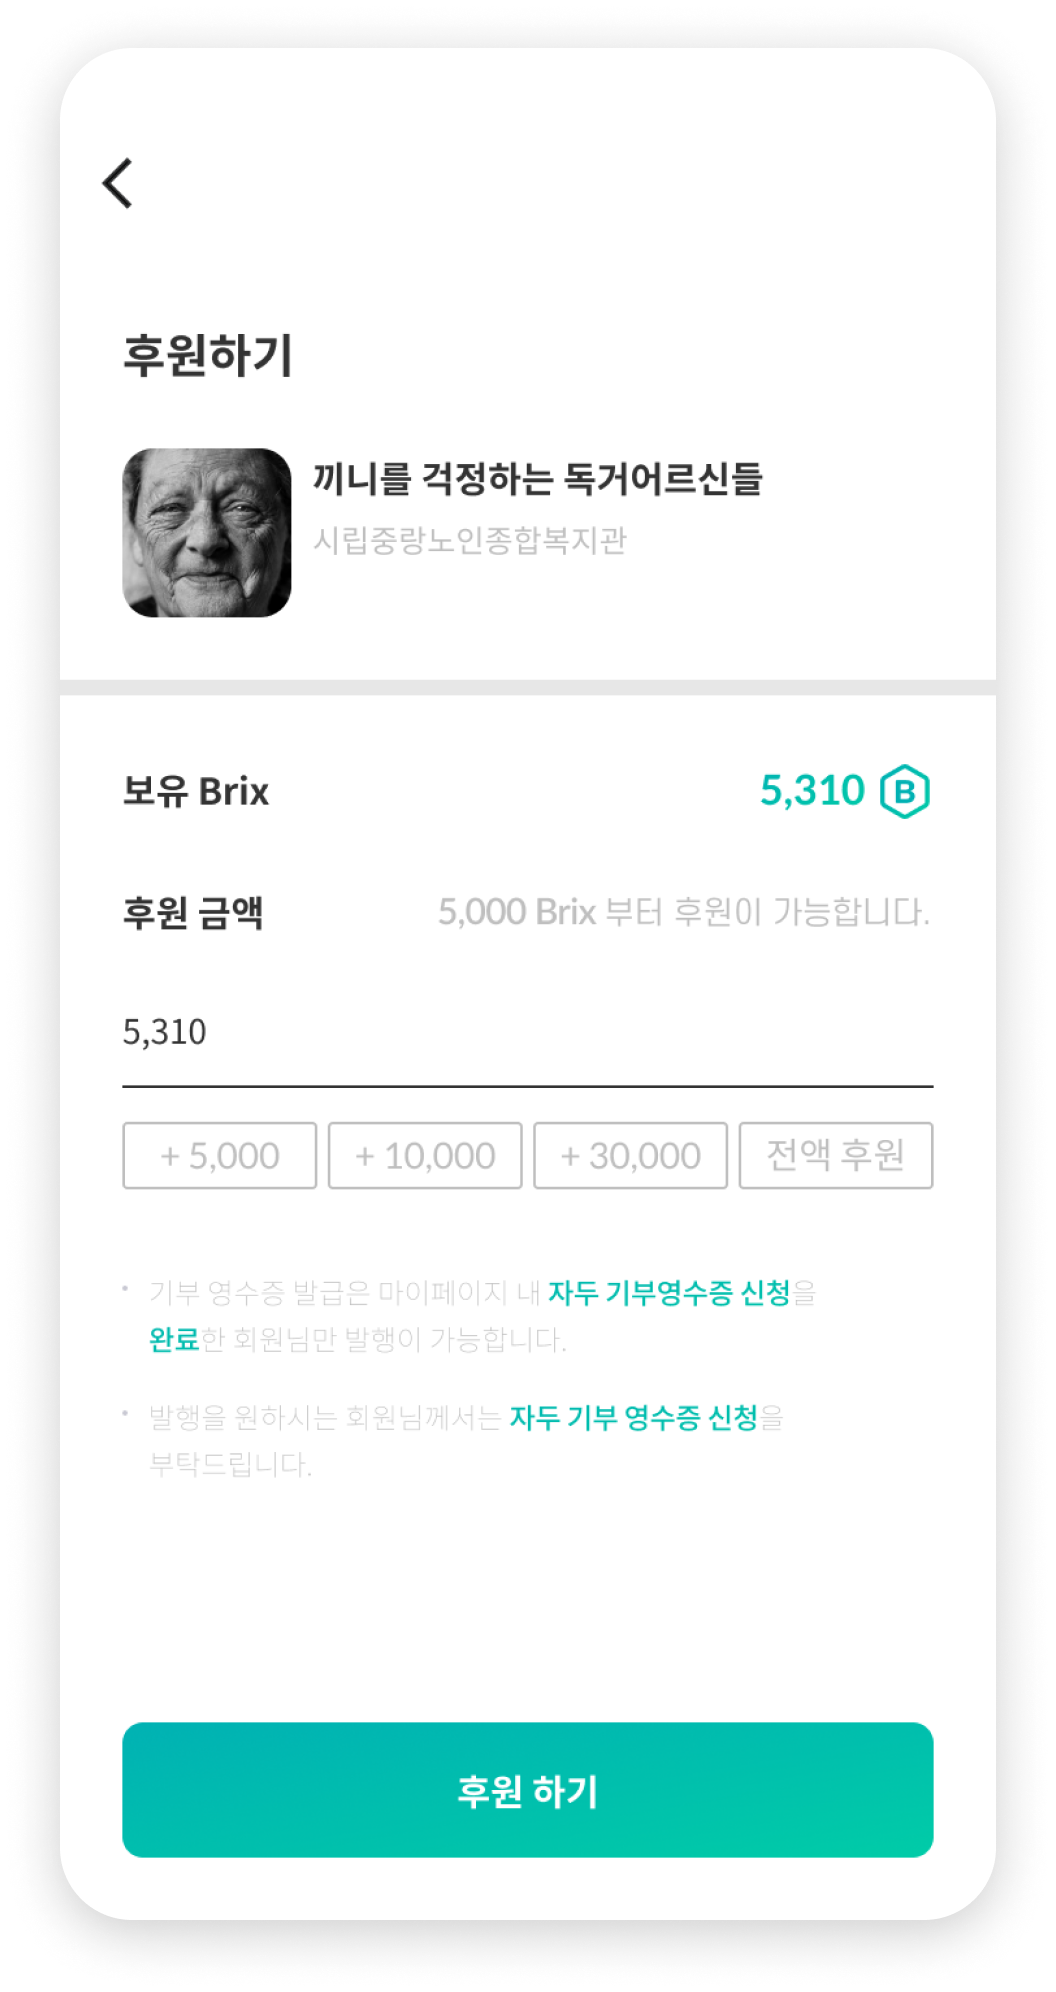 후원하기
끼니를 걱정하는 독거어르신들
시립중랑노인종합복지관
보유 Brix
5,310 B
후원 금액
5,000 Brix 부터 후원이 가능합니다.
5,310
+ 5,000
+ 10,000
+ 30,000
전액 후원
• 기부 영수증 발급은 마이페이지 내 자두 기부영수증 신청을
완료한 회원님만 발행이 가능합니다.
• 발행을 원하시는 회원님께서는 자두 기부 영수증 신청을
부탁드립니다.
후원 하기